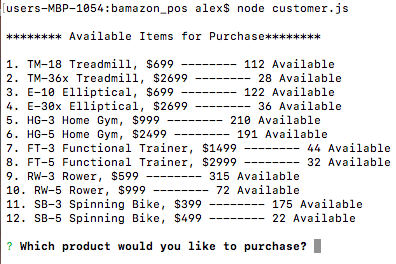 [users-MBP-1054:bamazon_pos alex$ node customer.js
******** Available Items for Purchase********
1. TM-18 Treadmill, $699 -------- 112 Available
2. TM-36x Treadmill, $2699 -------- 28 Available
3. E-10 Elliptical, $699 -------- 122 Available
4. E-30x Elliptical, $2699 -------- 36 Available
5. HG-3 Home Gym, $999 -------- 210 Available
6. HG-5 Home Gym, $2499 -------- 191 Available
7. FT-3 Functional Trainer, $1499 -------- 44 Available
8. FT-5 Functional Trainer, $2999 -------- 32 Available
9. RW-3 Rower, $599 -------- 315 Available
10. RW-5 Rower, $999 -------- 72 Available
11. SB-3 Spinning Bike, $399 -------- 175 Available
12. SB-5 Spinning Bike, $499 -------- 22 Available
? Which product would you like to purchase?